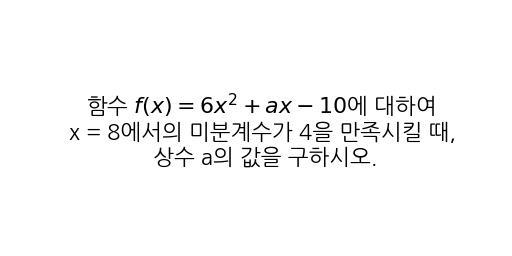 함수 f(x) = 6x² + ax − 10에 대하여
x = 8에서의 미분계수가 4을 만족시킬 때,
상수 a의 값을 구하시오.